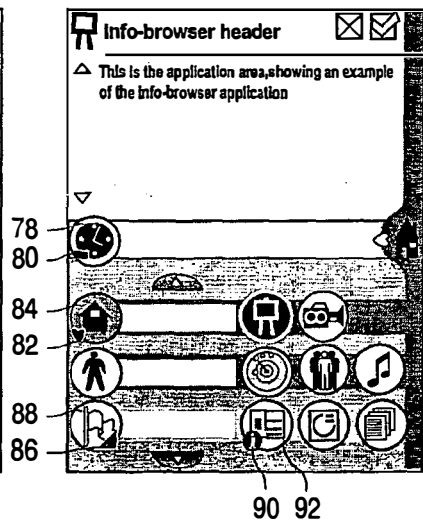 Info-browser header
This is the application area,showing an example
of the info-browser application
78
80
84
82
88
86
90 92